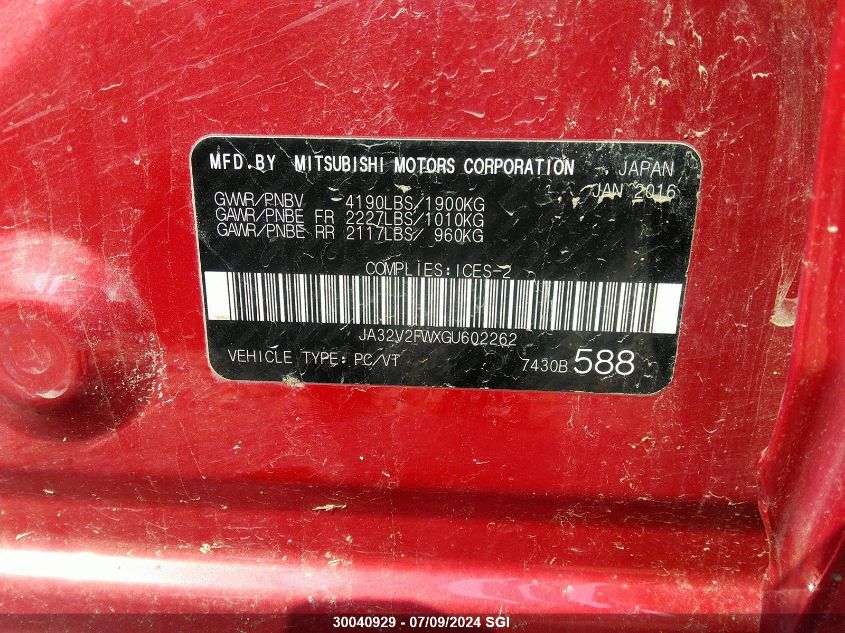 MFD.BY MITSUBISHI MOTORS CORPORATION JAPAN
JAN 2016
GVWR/PNBV 4190LBS/1900KG
GAWR/PNBE FR 2227LBS/1010KG
GAWR/PNBE RR 2117LBS/ 960KG
COMPLIES:ICES-2
JA32V2FWXGU602262
VEHICLE TYPE: PC/VT 7430B 588
30040929 - 07/09/2024 SGI